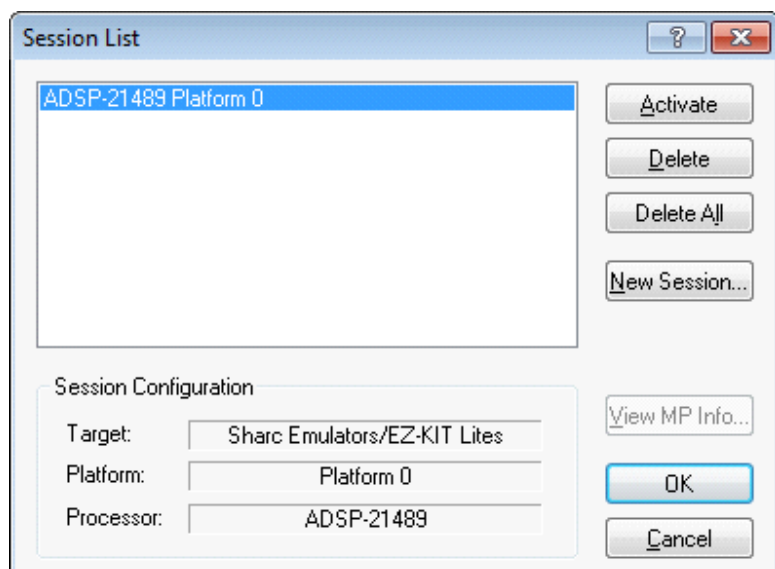 Session List
?
ADSP-21489 Platform 0
Activate
Delete
Delete All
New Session...
Session Configuration
Target: Sharc Emulators/EZ-KIT Lites
Platform: Platform 0
Processor: ADSP-21489
View MP Info...
OK
Cancel